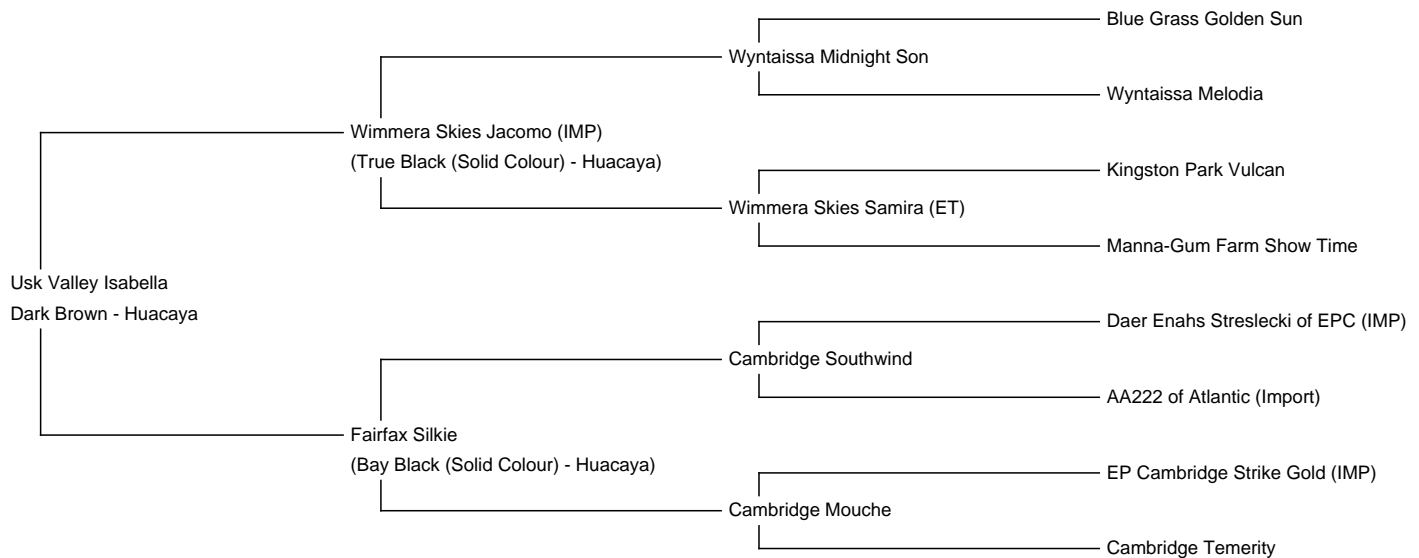 Blue Grass Golden Sun
Wyntaissa Midnight Son
Wyntaissa Melodia
Wimmera Skies Jacomo (IMP)
(True Black (Solid Colour) - Huacaya)
Kingston Park Vulcan
Wimmera Skies Samira (ET)
Manna-Gum Farm Show Time
Usk Valley Isabella
Dark Brown - Huacaya
Daer Enahs Streslecki of EPC (IMP)
Cambridge Southwind
AA222 of Atlantic (Import)
Fairfax Silkie
(Bay Black (Solid Colour) - Huacaya)
EP Cambridge Strike Gold (IMP)
Cambridge Mouche
Cambridge Temerity